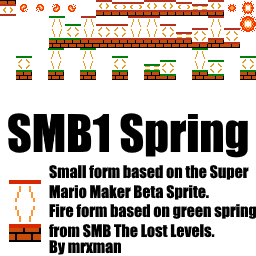 SMB1 Spring
Small form based on the Super
Mario Maker Beta Sprite.
Fire form based on green spring
from SMB The Lost Levels.
By mrxman